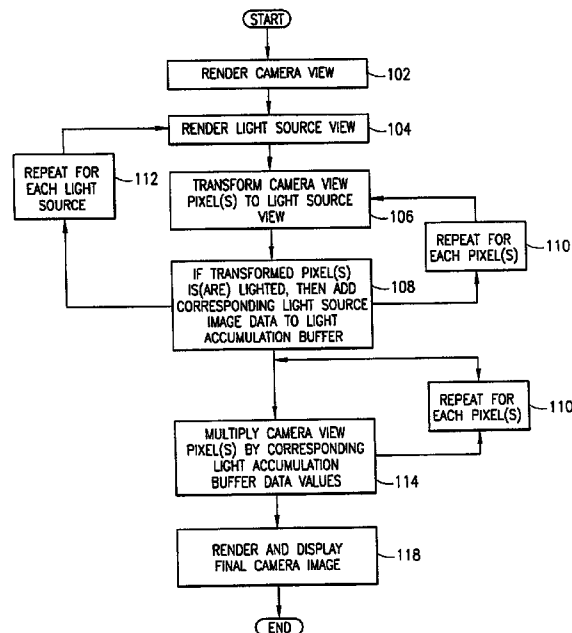 START
RENDER CAMERA VIEW
102
RENDER LIGHT SOURCE VIEW
104
REPEAT FOR
EACH LIGHT
SOURCE
112
TRANSFORM CAMERA VIEW
PIXEL(S) TO LIGHT SOURCE
VIEW
106
REPEAT FOR
EACH PIXEL(S)
110
IF TRANSFORMED PIXEL(S)
IS(ARE) LIGHTED, THEN ADD
CORRESPONDING LIGHT SOURCE
IMAGE DATA TO LIGHT
ACCUMULATION BUFFER
108
REPEAT FOR
EACH PIXEL(S)
110
MULTIPLY CAMERA VIEW
PIXEL(S) BY CORRESPONDING
LIGHT ACCUMULATION
BUFFER DATA VALUES
114
RENDER AND DISPLAY
FINAL CAMERA IMAGE
118
END